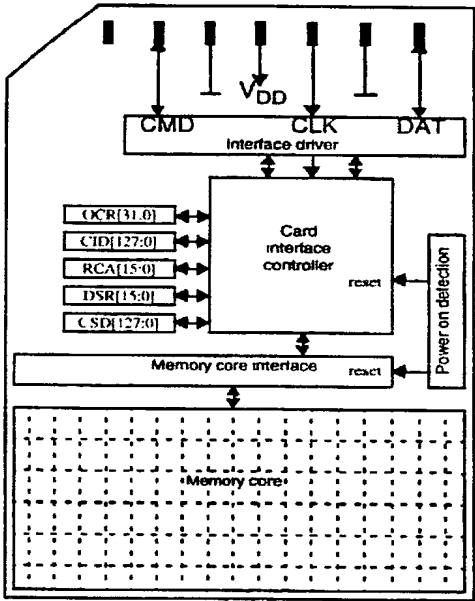 VDD
CMD CLK DAT
Interface driver
OCR[31:0]
CID[127:0]
RCA[15:0]
DSR[15:0]
CSD[127:0]
Card
interface
controller
reset
Power on detection
Memory core interface reset
Memory core